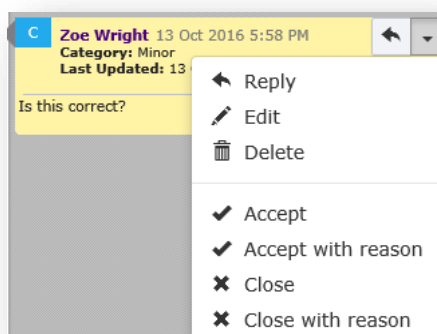 C Zoe Wright 13 Oct 2016 5:58 PM
Category: Minor
Last Updated: 13
Is this correct?
Reply
Edit
Delete
Accept
Accept with reason
Close
Close with reason